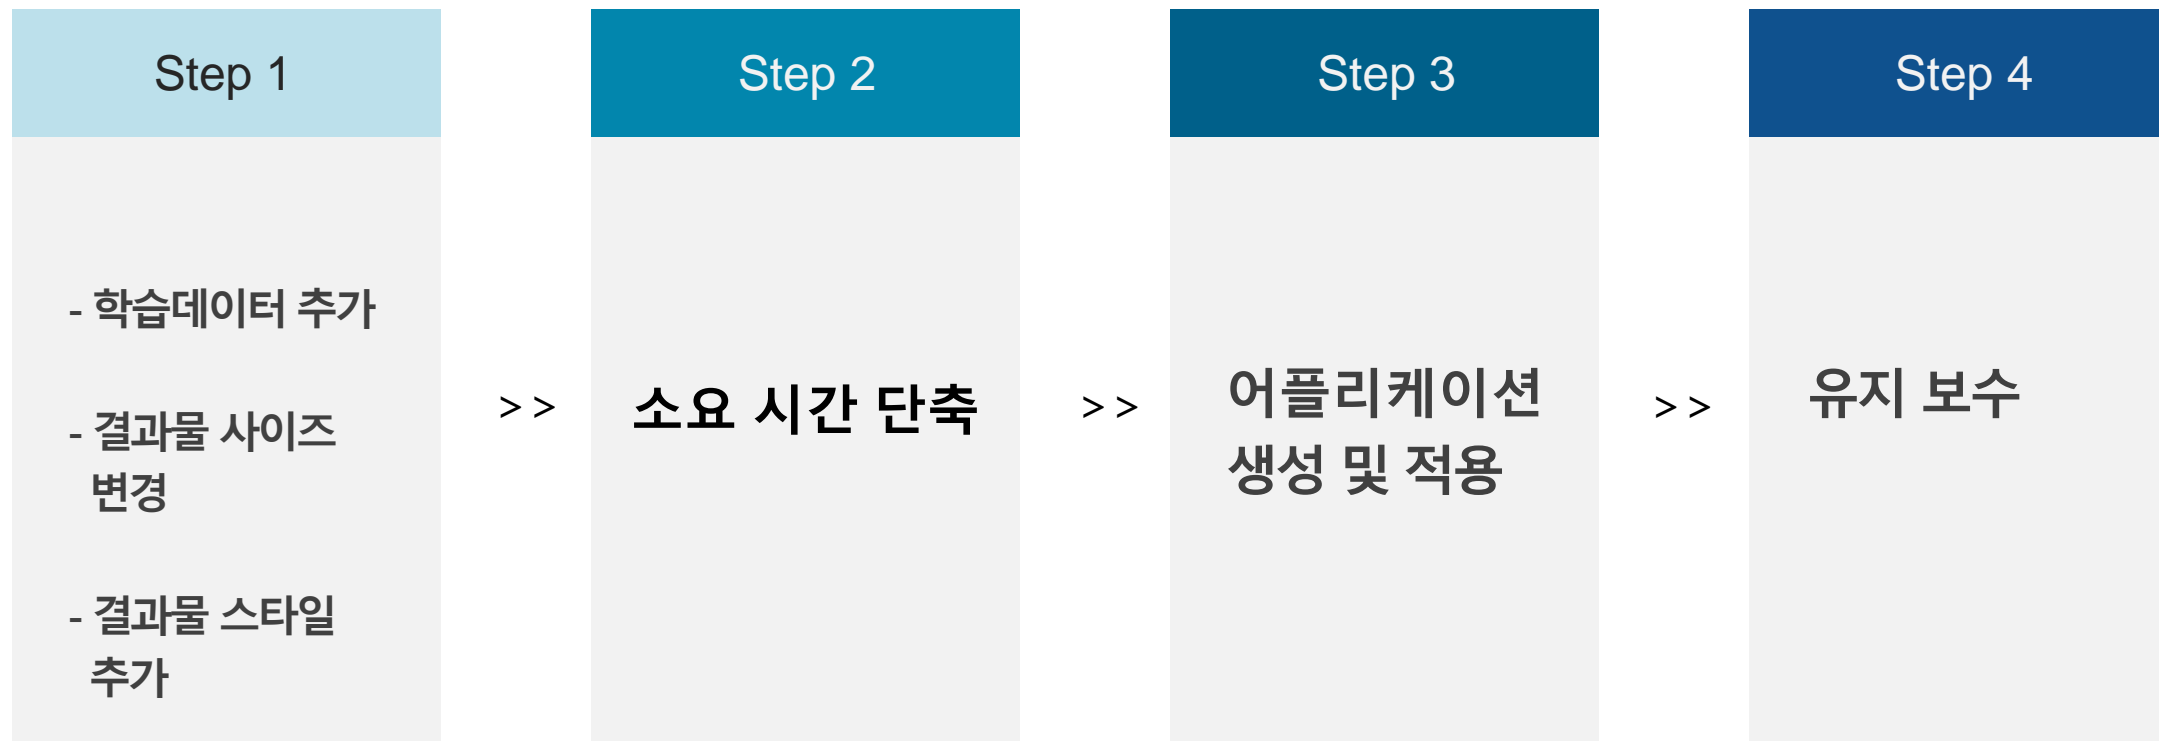 Step 1
- 학습데이터 추가
- 결과물 사이즈
변경
- 결과물 스타일
추가
>>
Step 2
소요 시간 단축
>>
Step 3
어플리케이션
생성 및 적용
>>
Step 4
유지 보수